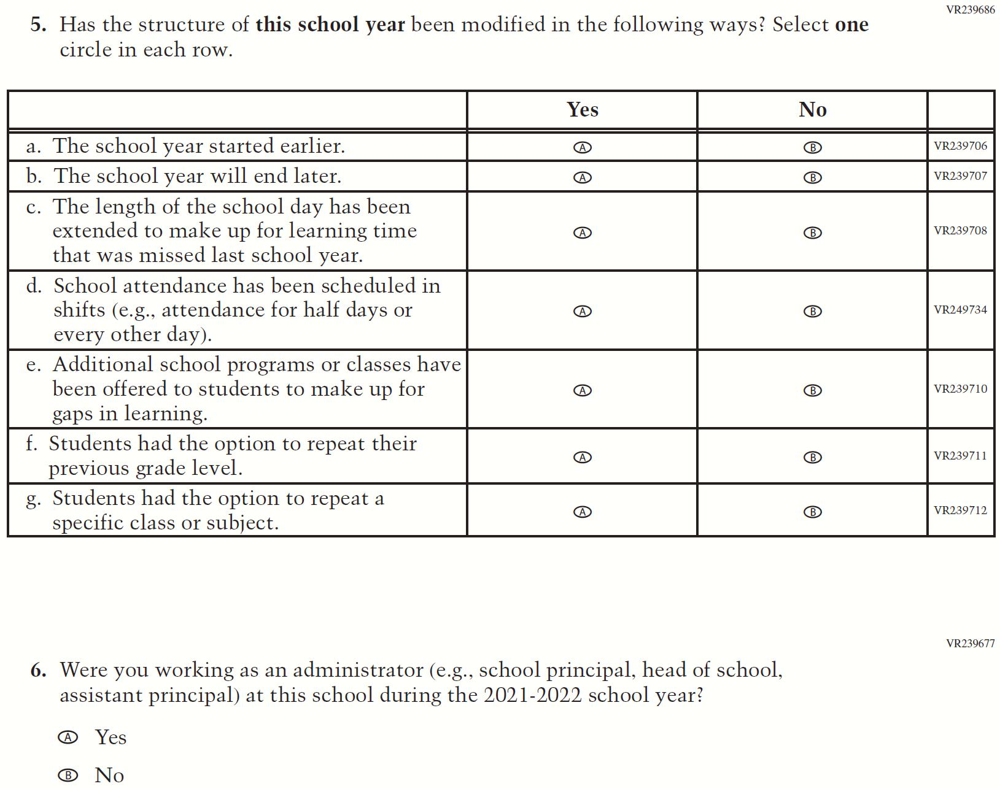 VR239686
5. Has the structure of this school year been modified in the following ways? Select one
circle in each row.
Yes No
a. The school year started earlier. A B VR239706
b. The school year will end later. A B VR239707
c. The length of the school day has been
extended to make up for learning time A B VR239708
that was missed last school year.
d. School attendance has been scheduled in
shifts (e.g., attendance for half days or A B VR249734
every other day).
e. Additional school programs or classes have
been offered to students to make up for A B VR239710
gaps in learning.
f. Students had the option to repeat their
previous grade level. A B VR239711
g. Students had the option to repeat a
specific class or subject. A B VR239712
VR239677
6. Were you working as an administrator (e.g., school principal, head of school,
assistant principal) at this school during the 2021-2022 school year?
A Yes
B No